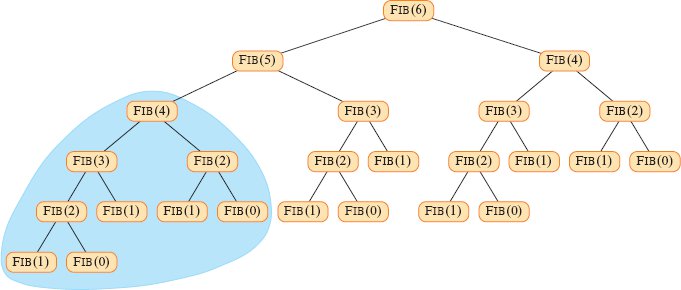 FIB(6)
FIB(5) FIB(4)
FIB(4) FIB(3) FIB(3) FIB(2)
FIB(3) FIB(2) FIB(2) FIB(1) FIB(2) FIB(1) FIB(1) FIB(0)
FIB(2) FIB(1) FIB(1) FIB(0) FIB(1) FIB(0) FIB(1) FIB(0)
FIB(1) FIB(0)